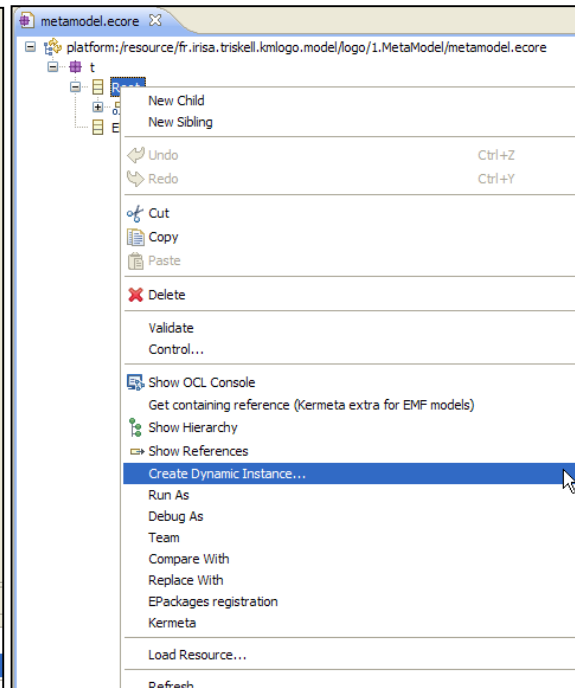 metamodel.ecore
platform:/resource/fr.irisa.triskell.kmlogo.model/logo/1.MetaModel/metamodel.ecore
t
New Child
New Sibling
Undo Ctrl+Z
Redo Ctrl+Y
Cut
Copy
Paste
Delete
Validate
Control...
Show OCL Console
Get containing reference (Kermeta extra for EMF models)
Show Hierarchy
Show References
Create Dynamic Instance...
Run As
Debug As
Team
Compare With
Replace With
EPackages registration
Kermeta
Load Resource...
Refresh